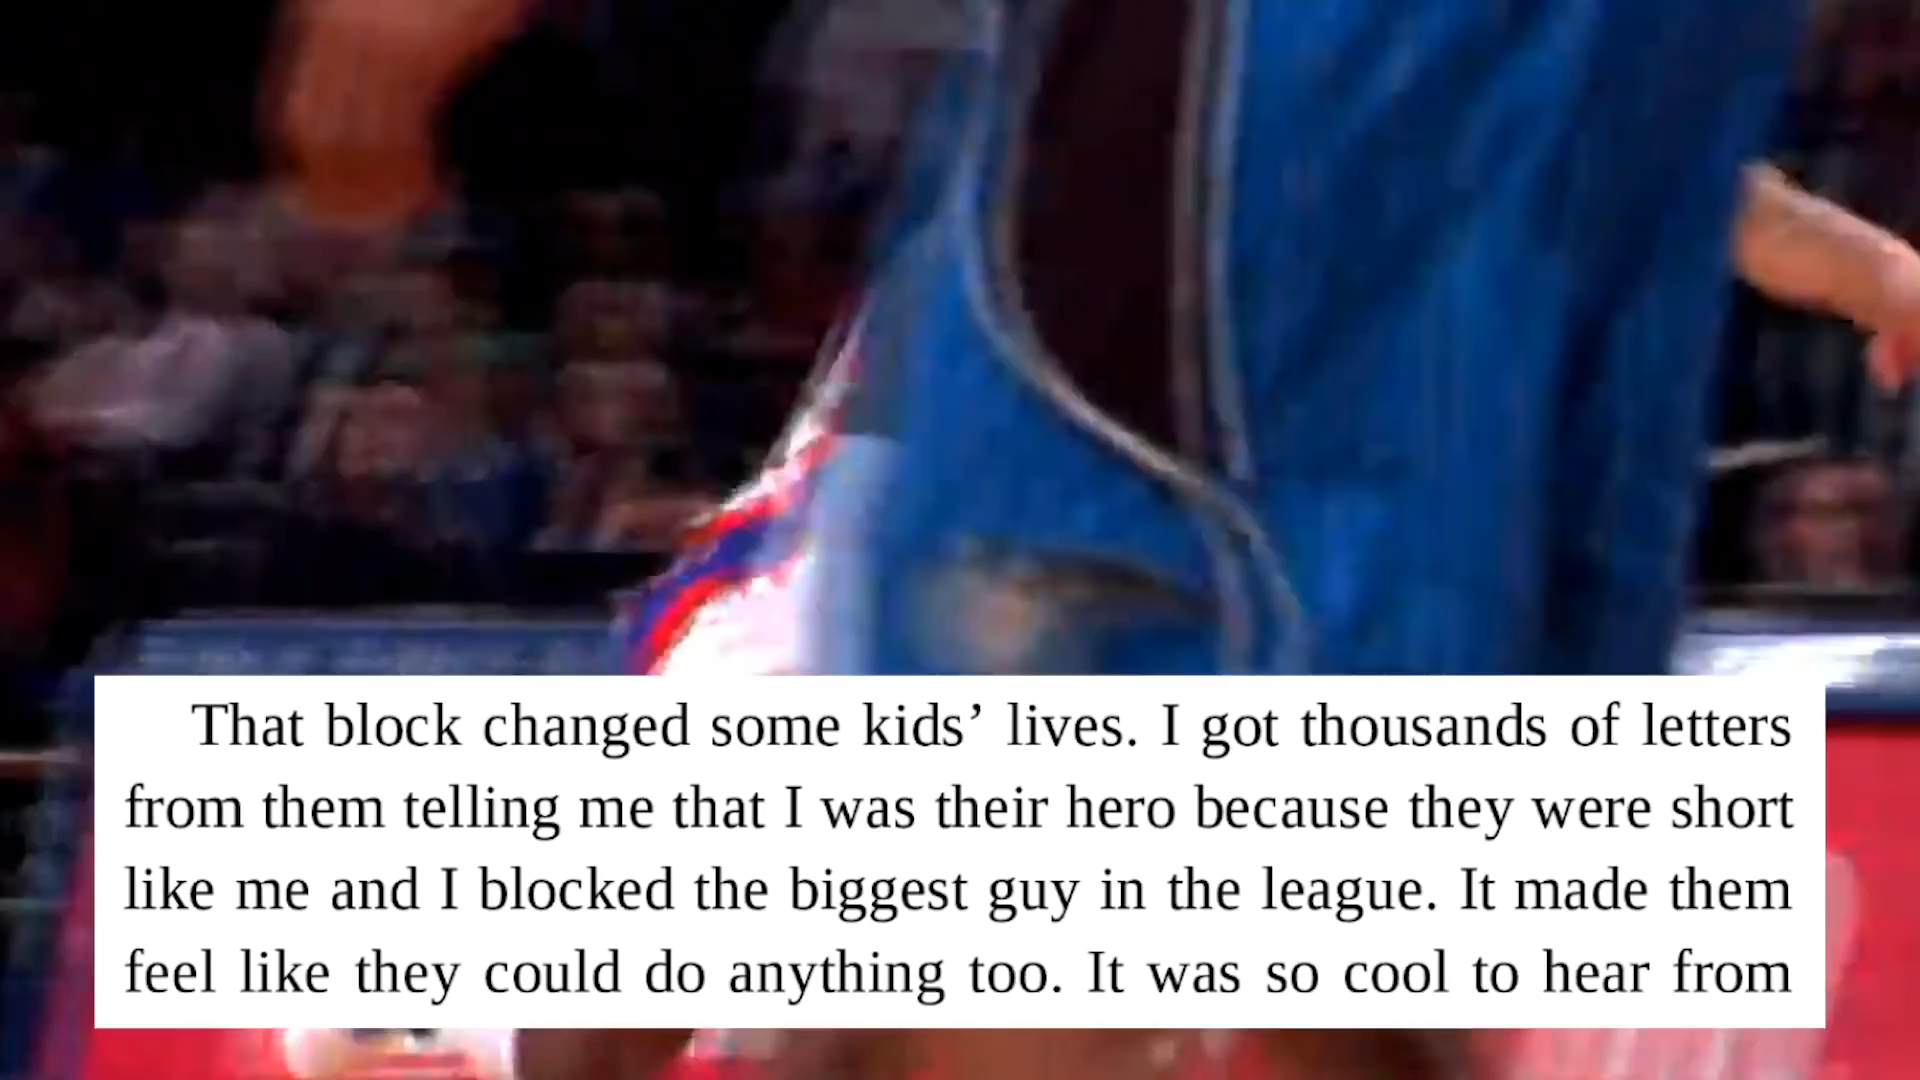 That block changed some kids’ lives. I got thousands of letters
from them telling me that I was their hero because they were short
like me and I blocked the biggest guy in the league. It made them
feel like they could do anything too. It was so cool to hear from